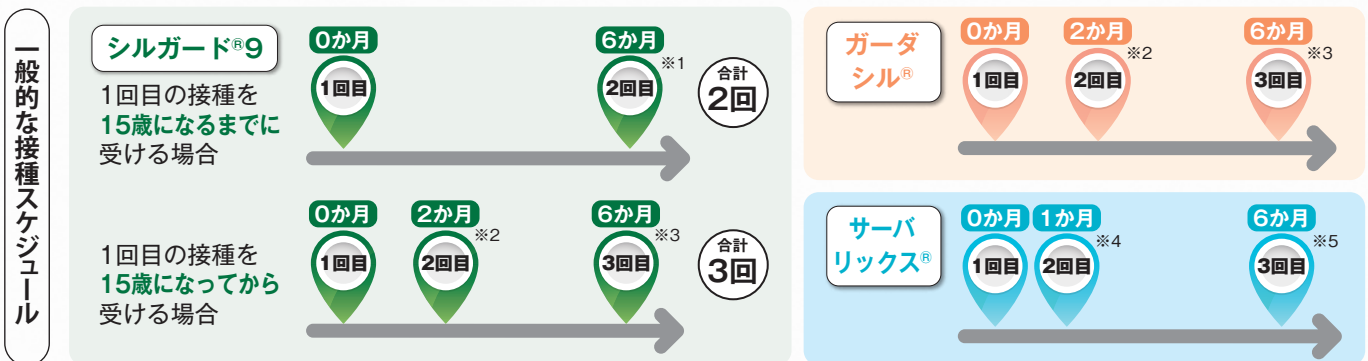 一般的な接種スケジュール
シルガード®9
1回目の接種を
15歳になるまでに
受ける場合
0か月
1回目
6か月
※1
2回目
合計
2回
1回目の接種を
15歳になってから
受ける場合
0か月
1回目
2か月
※2
2回目
6か月
※3
3回目
合計
3回
ガーダ
シル®
0か月
1回目
2か月
※2
2回目
6か月
※3
3回目
サーバ
リックス®
0か月
1回目
1か月
※4
2回目
6か月
※5
3回目